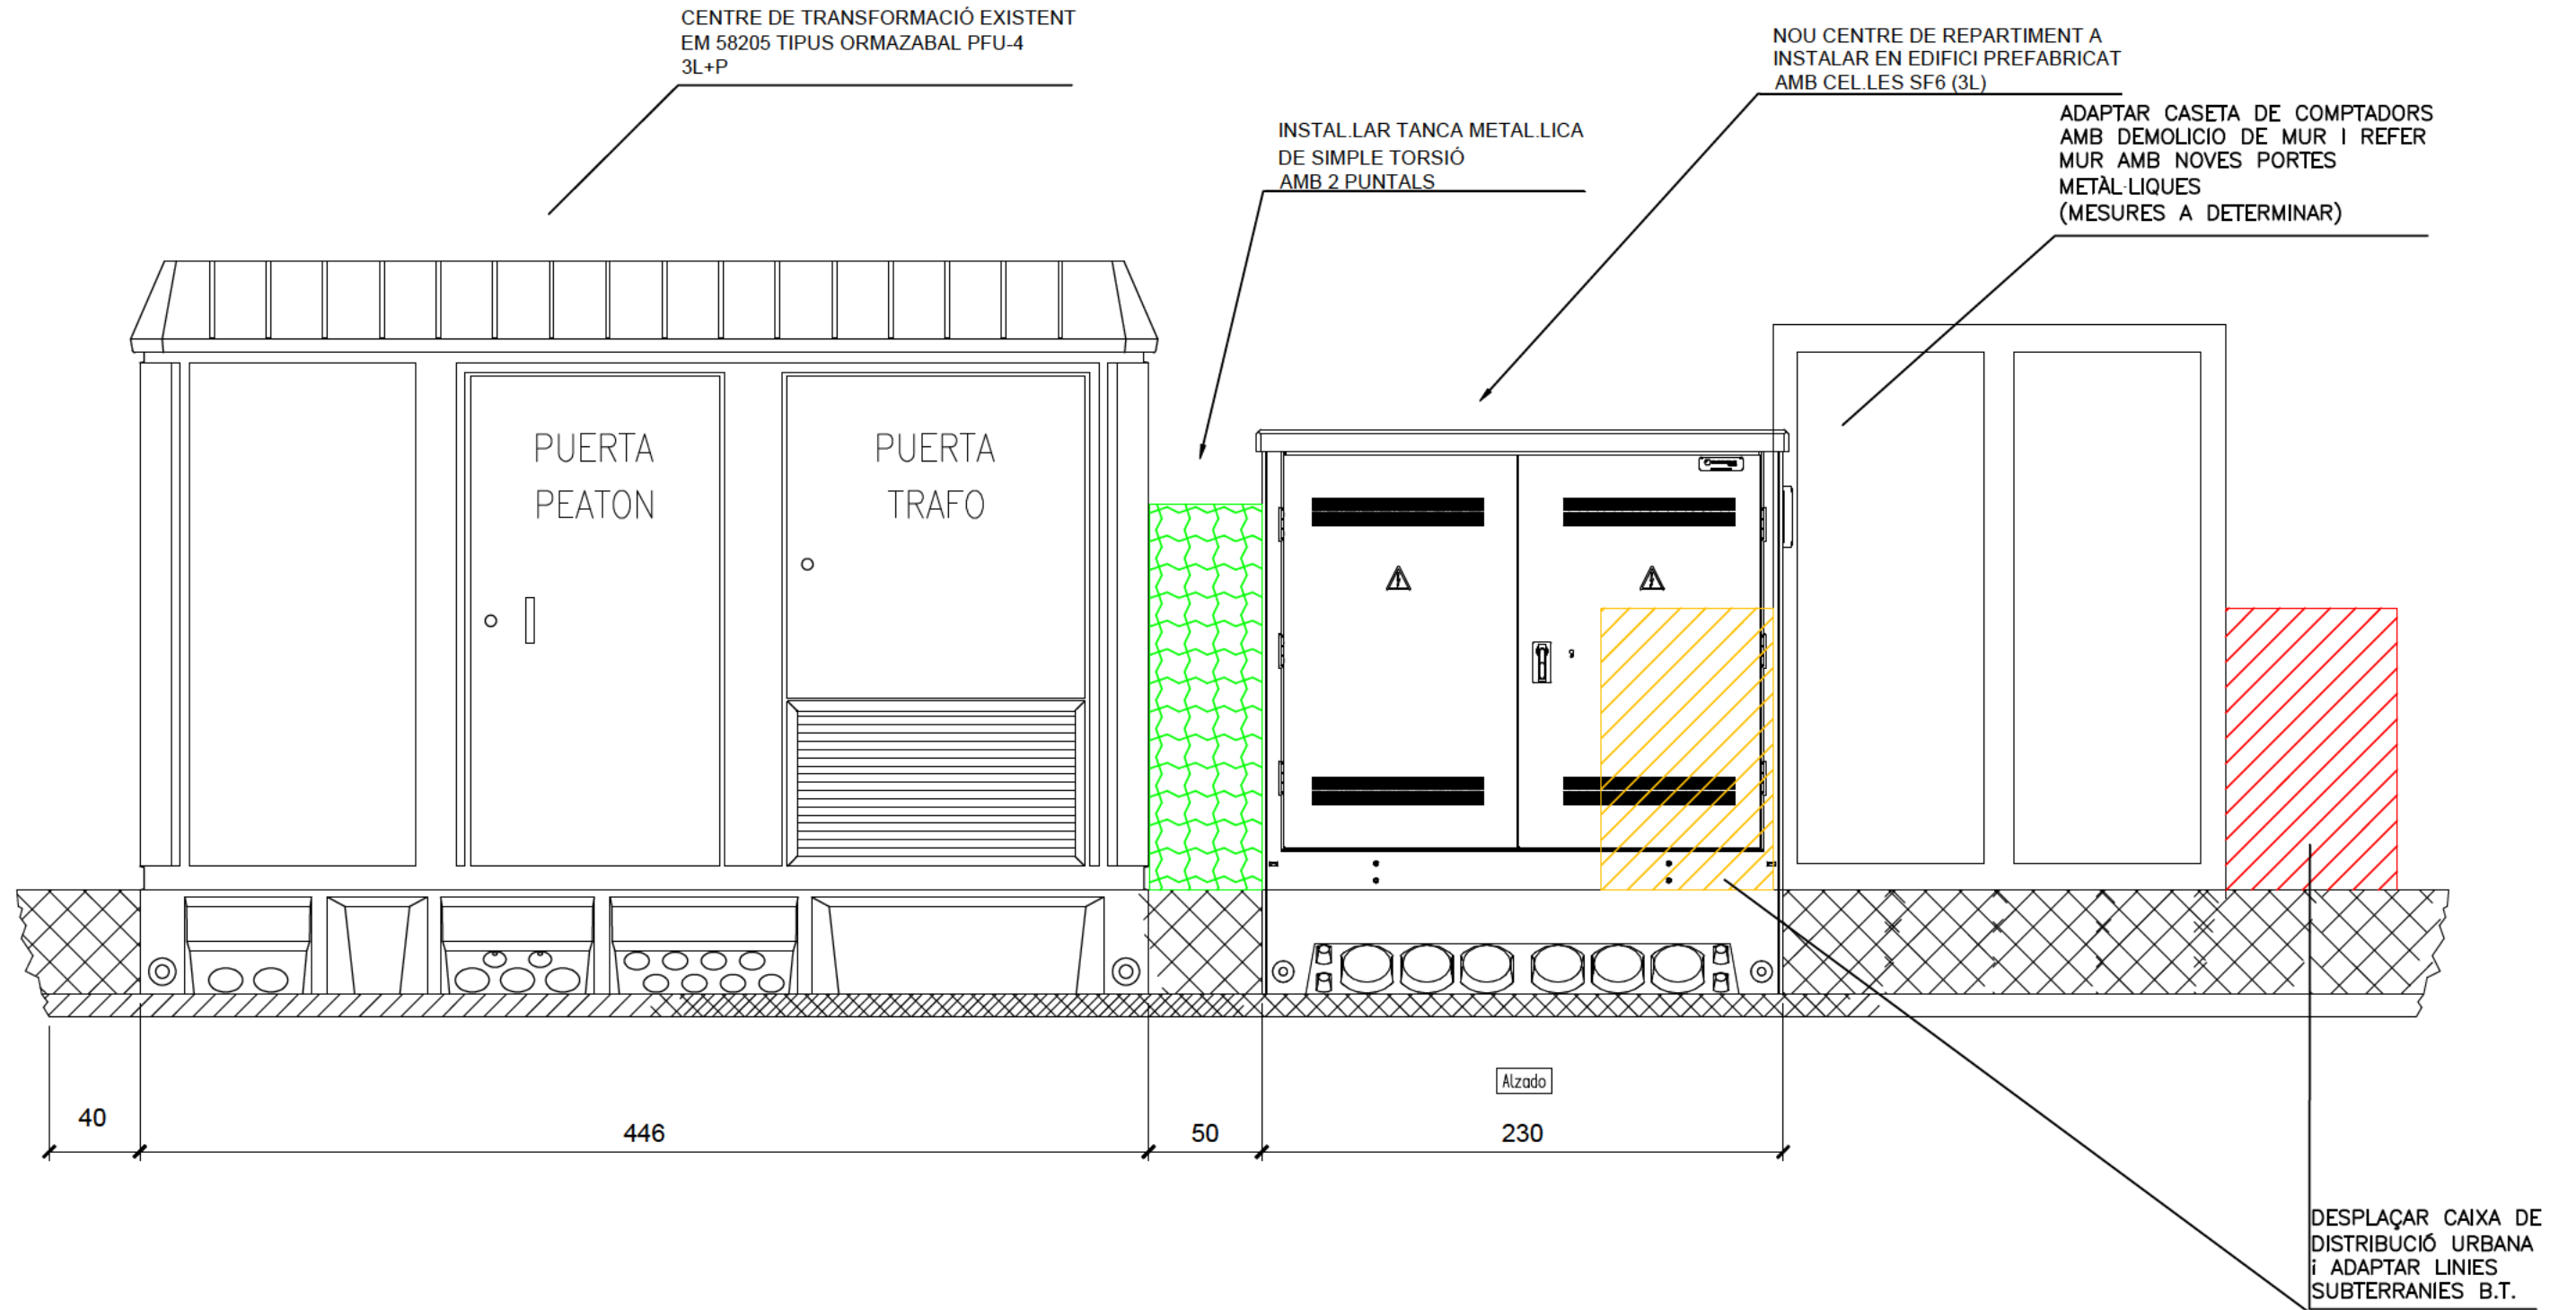 CENTRE DE TRANSFORMACIÓ EXISTENT
EM 58205 TIPUS ORMAZABAL PFU-4
3L+P
NOU CENTRE DE REPARTIMENT A
INSTALAR EN EDIFICI PREFABRICAT
AMB CEL.LES SF6 (3L)
INSTAL.LAR TANCA METAL.LICA
DE SIMPLE TORSIÓ
AMB 2 PUNTALS
ADAPTAR CASETA DE COMPTADORS
AMB DEMOLICIO DE MUR I REFER
MUR AMB NOVES PORTES
METÀL·LIQUES
(MESURES A DETERMINAR)
PUERTA
PEATON
PUERTA
TRAFO
Alzado
40
446
50
230
DESPLAÇAR CAIXA DE
DISTRIBUCIÓ URBANA
i ADAPTAR LINIES
SUBTERRANIES B.T.